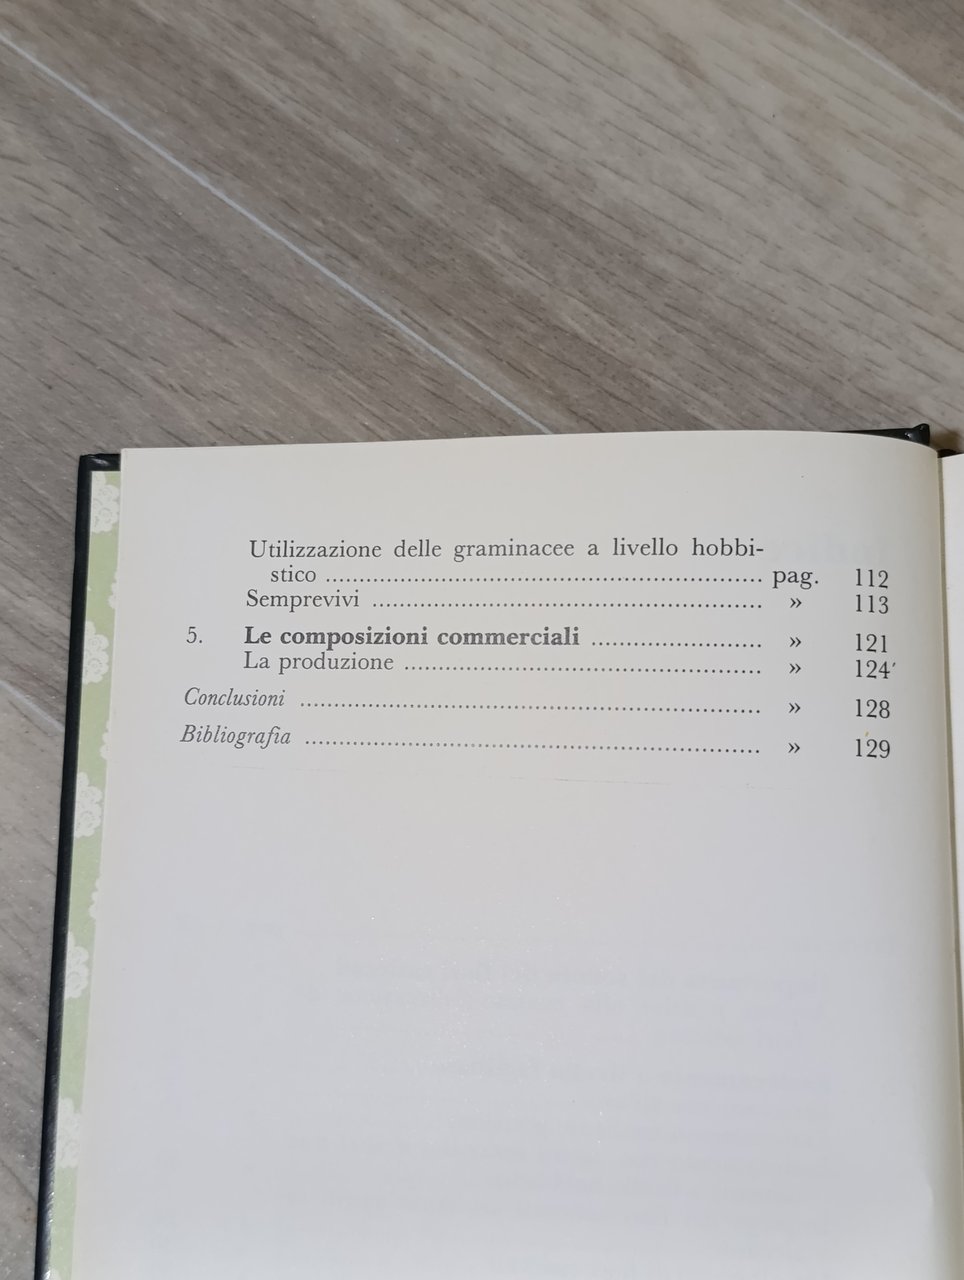 Utilizzazione delle graminacee a livello hobbi-
stico ................................................................. pag. 112
Semprevivi .......................................................... » 113
5. Le composizioni commerciali ......................... » 121
La produzione ..................................................... » 124
Conclusioni .................................................................... » 128
Bibliografia .................................................................... » 129